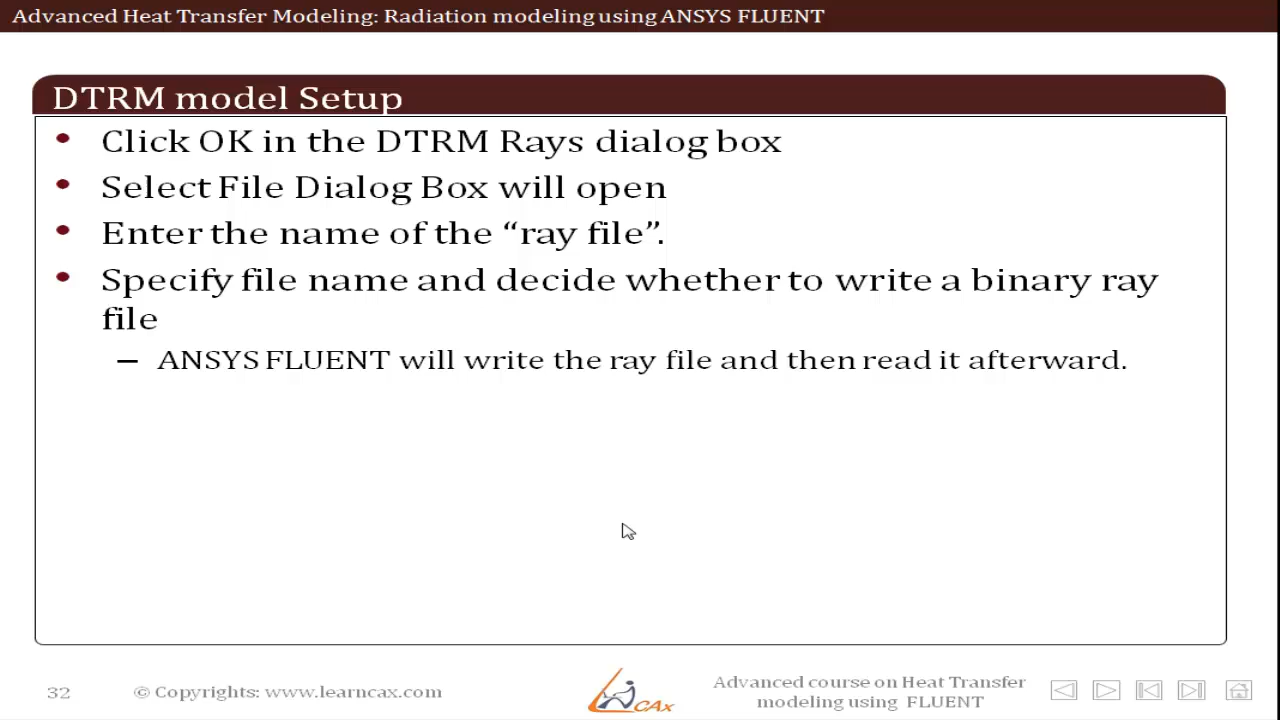 Advanced Heat Transfer Modeling: Radiation modeling using ANSYS FLUENT
DTRM model Setup
• Click OK in the DTRM Rays dialog box
• Select File Dialog Box will open
• Enter the name of the “ray file”.
• Specify file name and decide whether to write a binary ray
file
– ANSYS FLUENT will write the ray file and then read it afterward.
32
© Copyrights: www.learncax.com
CAx
Advanced course on Heat Transfer
modeling using FLUENT